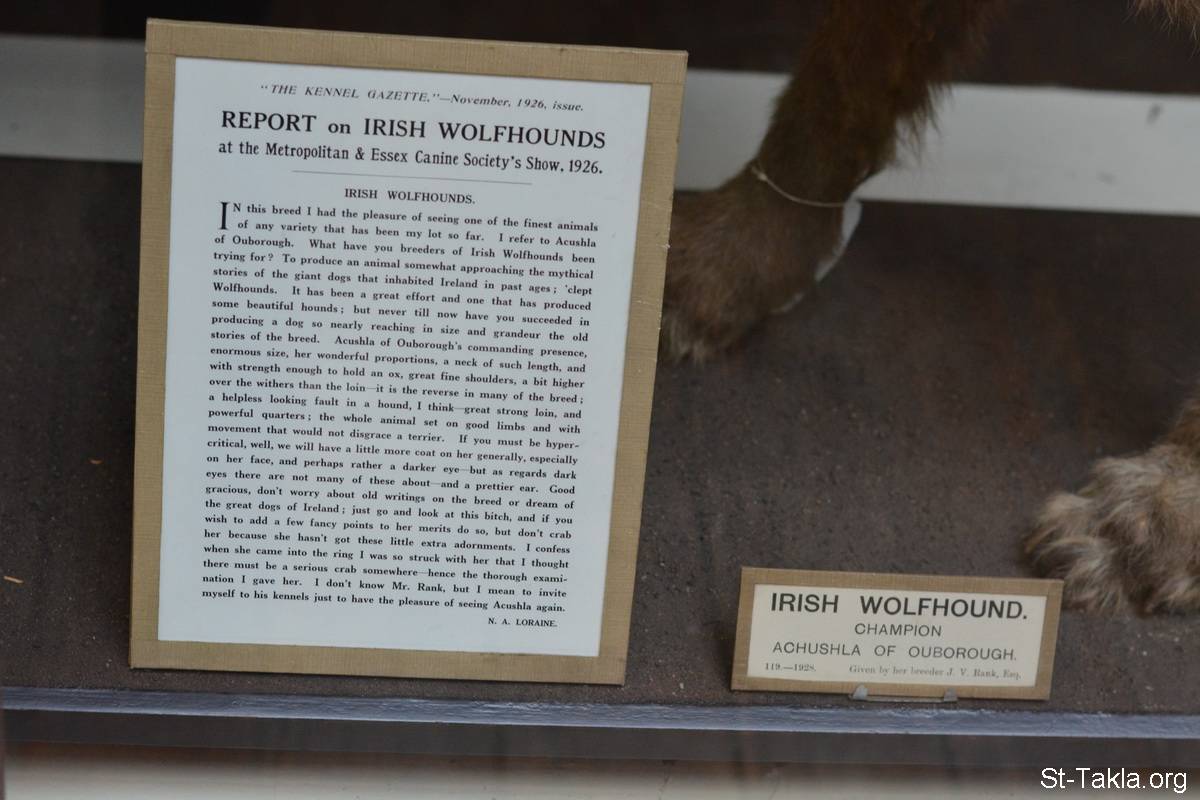 "THE KENNEL GAZETTE,"—November, 1926, issue.
REPORT on IRISH WOLFHOUNDS
at the Metropolitan & Essex Canine Society's Show, 1926.
IRISH WOLFHOUNDS.
IN this breed I had the pleasure of seeing one of the finest animals
of any variety that has been my lot so far. I refer to Acushla
of Ouborough. What have you breeders of Irish Wolfhounds been
trying for? To produce an animal somewhat approaching the mythical
stories of the giant dogs that inhabited Ireland in past ages; 'clept
Wolfhounds. It has been a great effort and one that has produced
some beautiful hounds; but never till now have you succeeded in
producing a dog so nearly reaching in size and grandeur the old
stories of the breed. Acushla of Ouborough's commanding presence,
enormous size, her wonderful proportions, a neck of such length, and
with strength enough to hold an ox, great fine shoulders, a bit higher
over the withers than the loin—it is the reverse in many of the breed;
a helpless looking fault in a hound, I think—great strong loin, and
powerful quarters; the whole animal set on good limbs and with
movement that would not disgrace a terrier. If you must be hyper-
critical, well, we will have a little more coat on her generally, especially
on her face, and perhaps rather a darker eye—but as regards dark
eyes there are not many of these about—and a prettier ear. Good
gracious, don't worry about old writings on the breed or dream of
the great dogs of Ireland; just go and look at this bitch, and if you
wish to add a few fancy points to her merits do so, but don't crab
her because she hasn't got these little extra adornments. I confess
when she came into the ring I was so struck with her that I thought
there must be a serious crab somewhere—hence the thorough exami-
nation I gave her. I don't know Mr. Rank, but I mean to invite
myself to his kennels just to have the pleasure of seeing Acushla again.
N. A. LORAINE.
IRISH WOLFHOUND.
CHAMPION
ACHUSHLA OF OUBOROUGH.
119.—1928. Given by her breeder J. V. Rank, Esq.
St-Takla.org